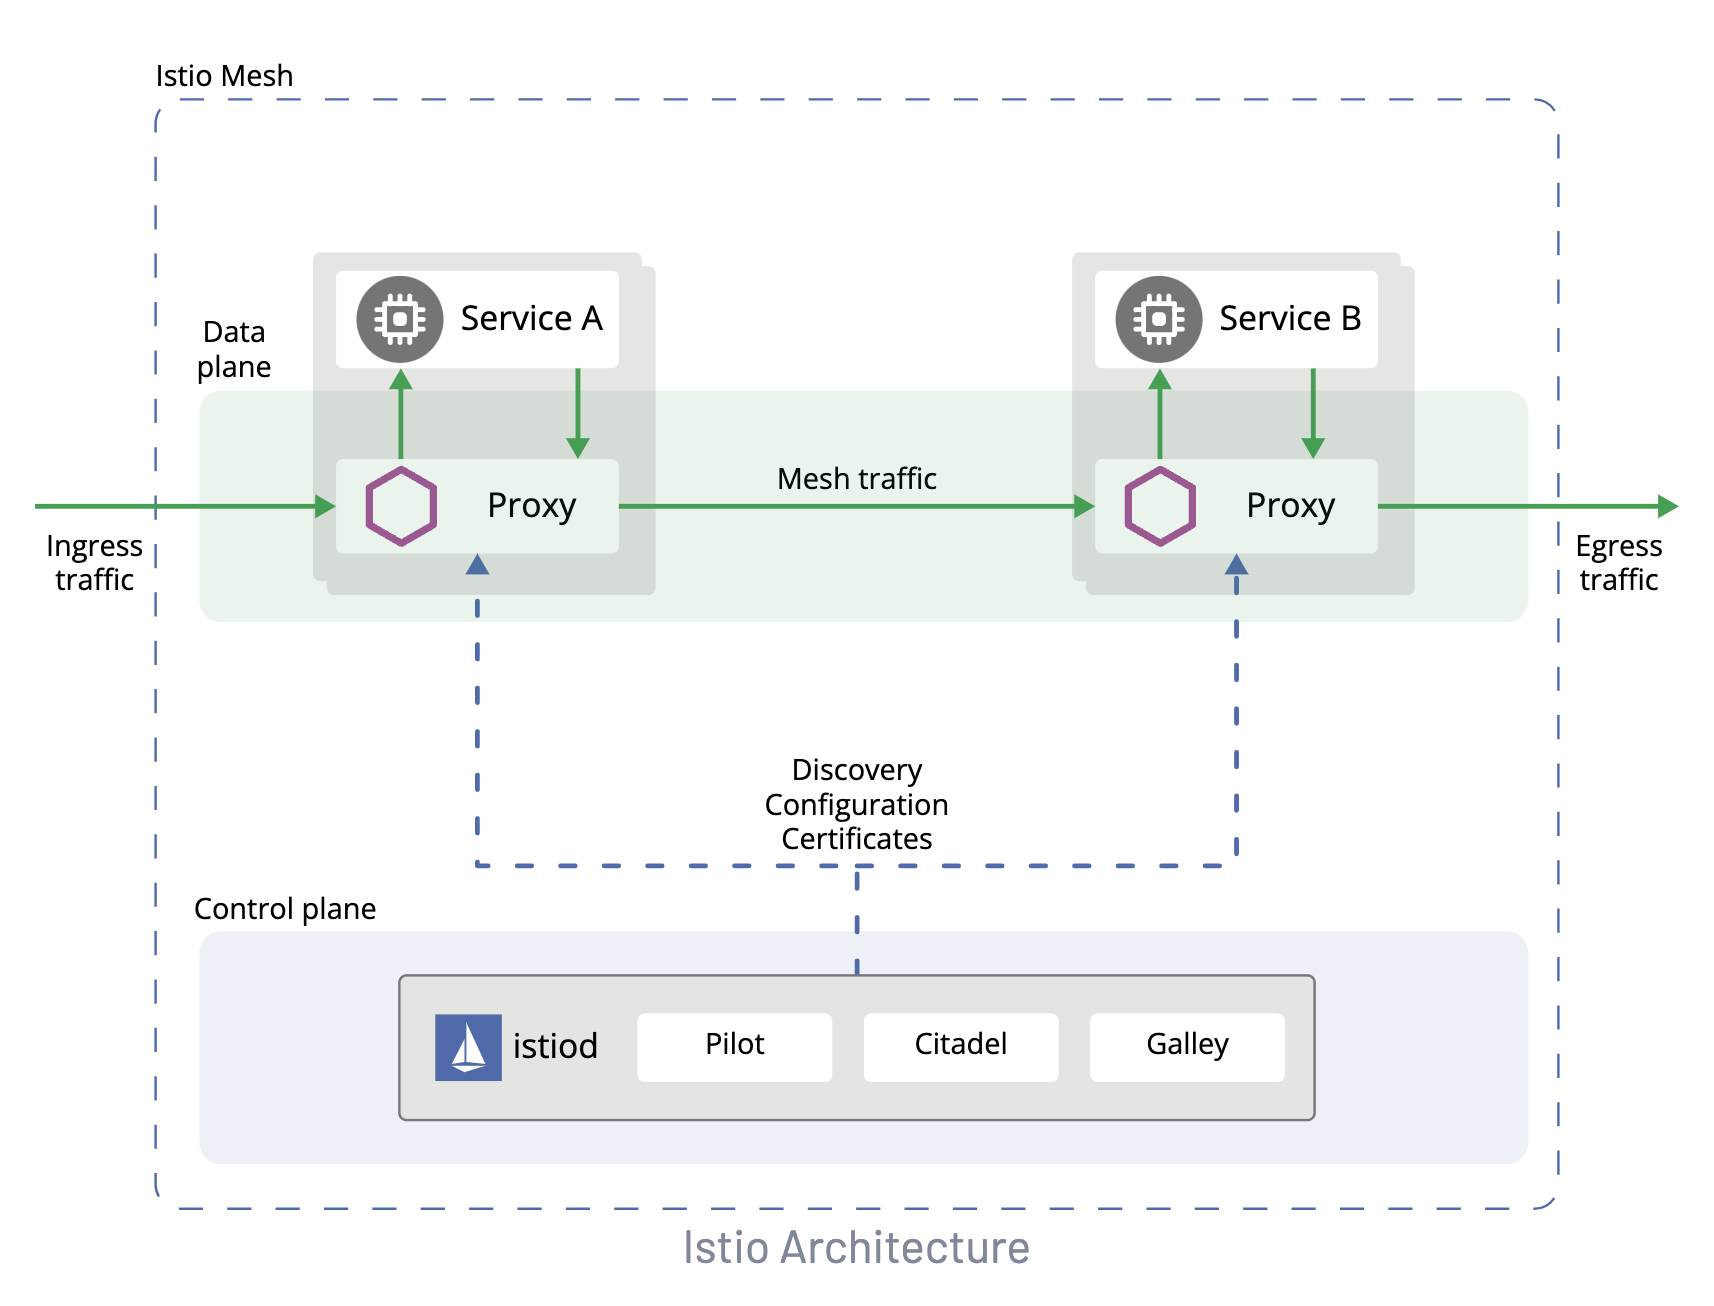 Istio Mesh
Service A
Service B
Data
plane
Mesh traffic
Proxy
Proxy
Ingress
traffic
Egress
traffic
Discovery
Configuration
Certificates
Control plane
istiod
Pilot
Citadel
Galley
Istio Architecture